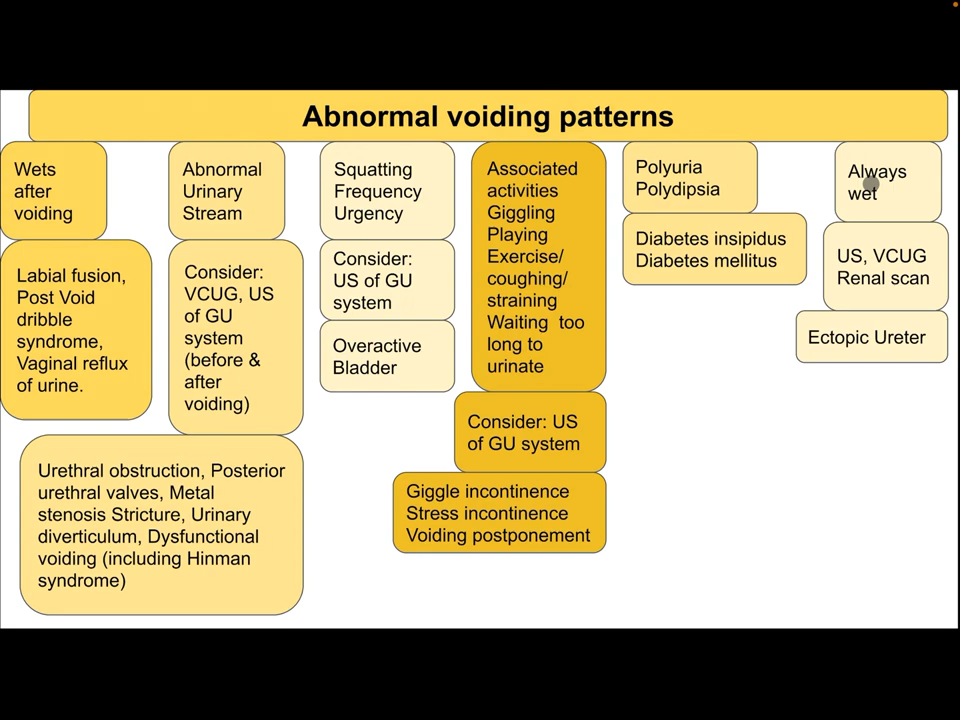 Abnormal voiding patterns
Wets
after
voiding
Labial fusion,
Post Void
dribble
syndrome,
Vaginal reflux
of urine.
Abnormal
Urinary
Stream
Consider:
VCUG, US
of GU
system
(before &
after
voiding)
Urethral obstruction, Posterior
urethral valves, Metal
stenosis Stricture, Urinary
diverticulum, Dysfunctional
voiding (including Hinman
syndrome)
Squatting
Frequency
Urgency
Consider:
US of GU
system
Overactive
Bladder
Associated
activities
Giggling
Playing
Exercise/
coughing/
straining
Waiting too
long to
urinate
Consider: US
of GU system
Giggle incontinence
Stress incontinence
Voiding postponement
Polyuria
Polydipsia
Diabetes insipidus
Diabetes mellitus
Always
wet
US, VCUG
Renal scan
Ectopic Ureter